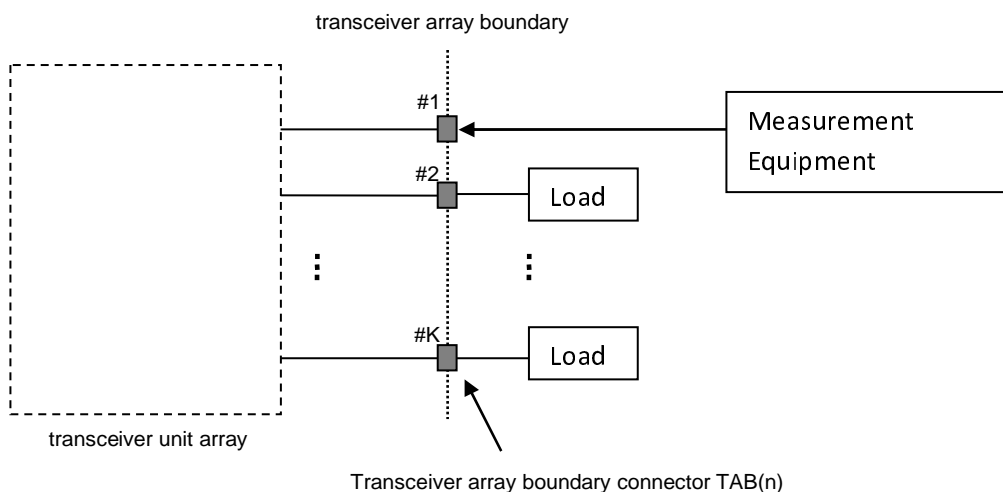 transceiver array boundary
#1
Measurement
Equipment
#2
Load
#K
Load
transceiver unit array
Transceiver array boundary connector TAB(n)